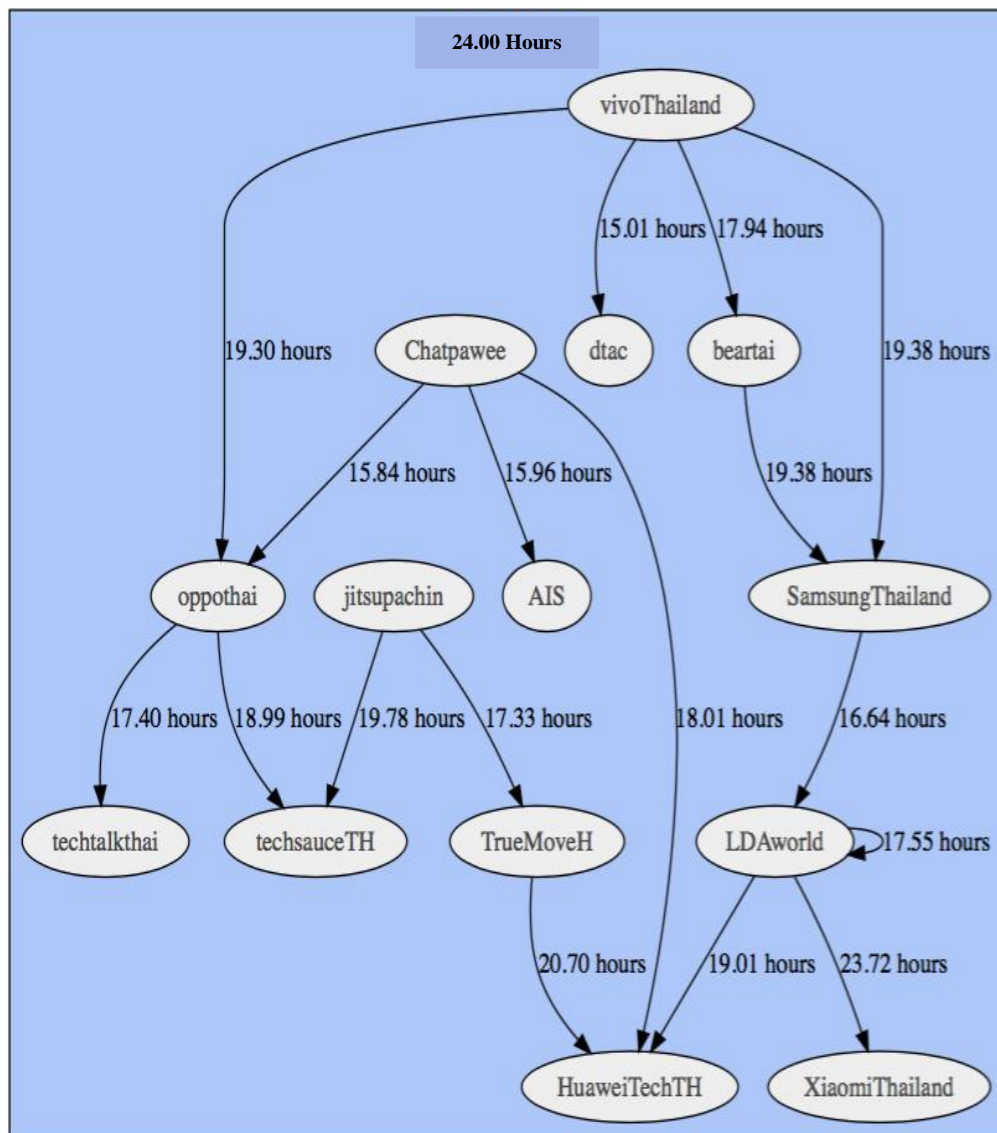 24.00 Hours
vivoThailand
15.01 hours
17.94 hours
19.30 hours
Chatpawee
dtac
beartai
19.38 hours
15.84 hours
15.96 hours
19.38 hours
oppothai
jitsupachin
AIS
SamsungThailand
17.40 hours
18.99 hours
19.78 hours
17.33 hours
18.01 hours
16.64 hours
techtalkthai
techsauceTH
TrueMoveH
LDAworld
17.55 hours
20.70 hours
19.01 hours
23.72 hours
HuaweiTechTH
XiaomiThailand